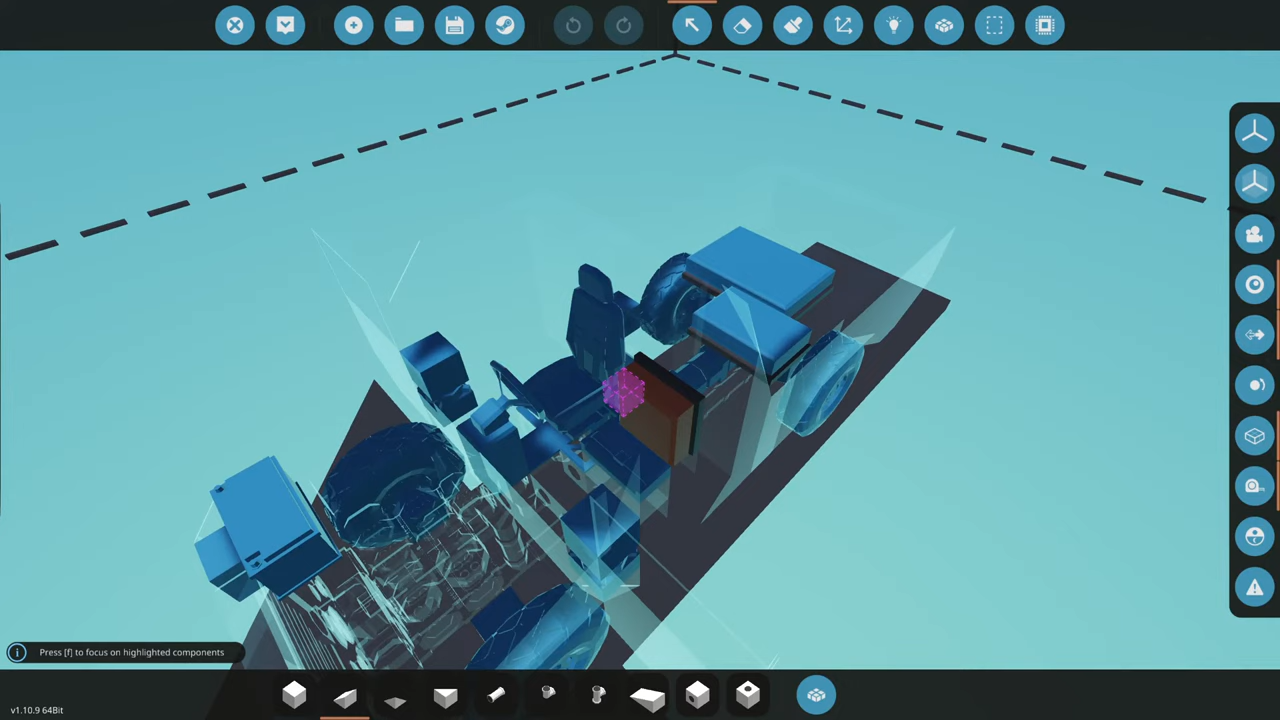 Press [f] to focus on highlighted components
v1.10.9 64Bit